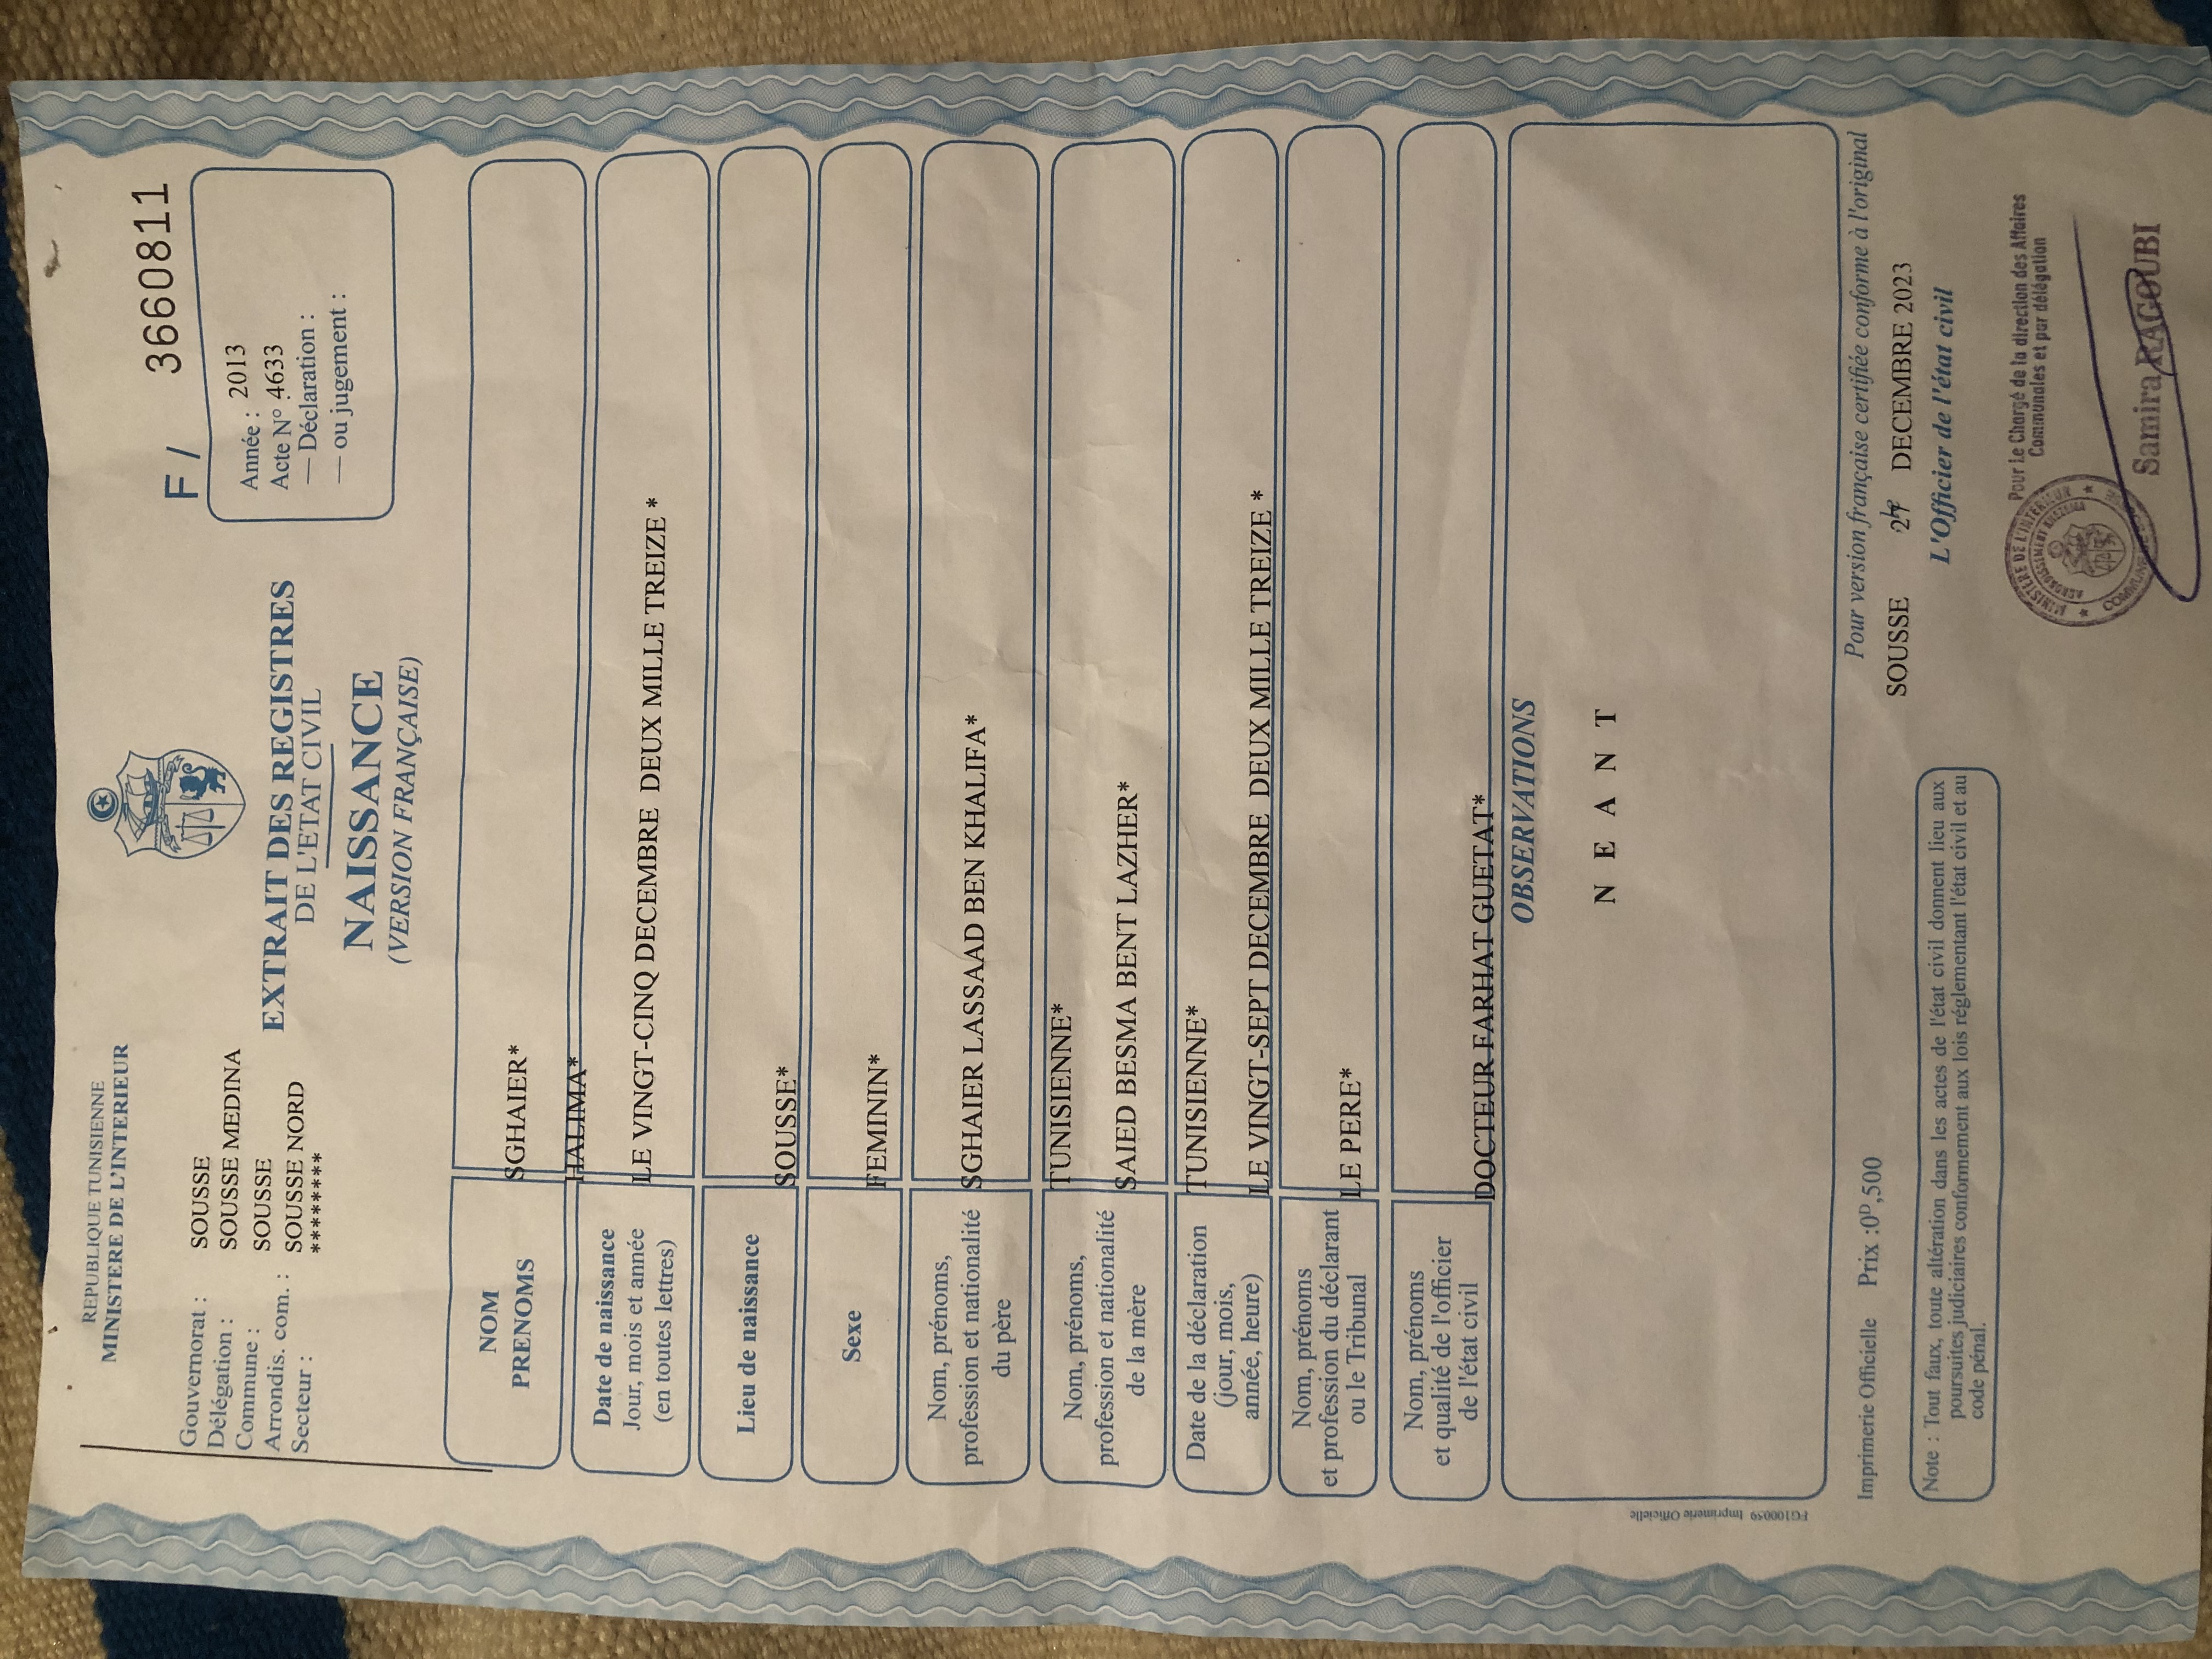 REPUBLIQUE TUNISIENNE
MINISTERE DE L'INTERIEUR
F / 3660811
Gouvernorat : SOUSSE
Délégation : SOUSSE MEDINA
Commune : SOUSSE
Arrondis. com. : SOUSSE NORD
Secteur : ********
EXTRAIT DES REGISTRES
DE L'ETAT CIVIL
NAISSANCE
(VERSION FRANÇAISE)
Année : 2013
Acte N° 4633
— Déclaration :
— ou jugement :
NOM
PRENOMS
SGHAIER*
HALIMA*
Date de naissance
Jour, mois et année
(en toutes lettres)
LE VINGT-CINQ DECEMBRE DEUX MILLE TREIZE *
Lieu de naissance
SOUSSE*
Sexe
FEMININ*
Nom, prénoms,
profession et nationalité
du père
SGHAIER LASSAAD BEN KHALIFA*
TUNISIENNE*
Nom, prénoms,
profession et nationalité
de la mère
SAIED BESMA BENT LAZHER*
TUNISIENNE*
Date de la déclaration
(jour, mois,
année, heure)
LE VINGT-SEPT DECEMBRE DEUX MILLE TREIZE *
Nom, prénoms
et profession du déclarant
ou le Tribunal
LE PERE*
Nom, prénoms
et qualité de l'officier
de l'état civil
DOCTEUR FARHAT GUETAT*
OBSERVATIONS
N E A N T
FG100059 Imprimerie Officielle
Imprimerie Officielle Prix :0D,500
Pour version française certifiée conforme à l'original
SOUSSE DECEMBRE 2023
L'Officier de l'état civil
Note : Tout faux, toute altération dans les actes de l'état civil donnent lieu aux
poursuites judiciaires conformement aux lois réglementant l'état civil et au
code pénal.
Pour Le Chargé de la direction des Affaires
Communales et par délégation
MINISTERE DE L'INTERIEUR
COMMUNE
Samira RAGOUBI